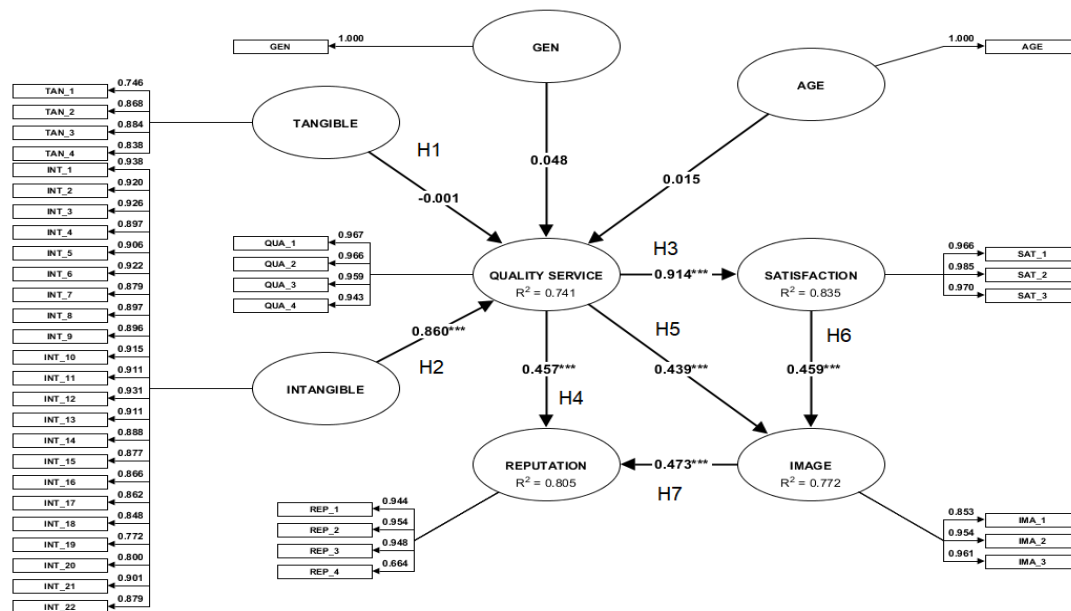 GEN
1.000
GEN
AGE
1.000
AGE
TANGIBLE
TAN_1
0.746
TAN_2
0.868
TAN_3
0.884
TAN_4
0.838
INT_1
0.938
INT_2
0.920
INT_3
0.926
INT_4
0.897
INT_5
0.906
INT_6
0.922
INT_7
0.879
INT_8
0.897
INT_9
0.896
INT_10
0.915
INT_11
0.911
INT_12
0.931
INT_13
0.911
INT_14
0.888
INT_15
0.877
INT_16
0.866
INT_17
0.862
INT_18
0.848
INT_19
0.772
INT_20
0.800
INT_21
0.901
INT_22
0.879
INTANGIBLE
H1
-0.001
0.048
0.015
QUA_1
0.967
QUA_2
0.966
QUA_3
0.959
QUA_4
0.943
QUALITY SERVICE
R² = 0.741
H3
0.914***
SATISFACTION
R² = 0.835
SAT_1
0.966
SAT_2
0.985
SAT_3
0.970
0.860***
H2
0.457***
H4
H5
0.439***
H6
0.459***
REPUTATION
R² = 0.805
0.473***
H7
IMAGE
R² = 0.772
REP_1
0.944
REP_2
0.954
REP_3
0.948
REP_4
0.664
IMA_1
0.853
IMA_2
0.954
IMA_3
0.961